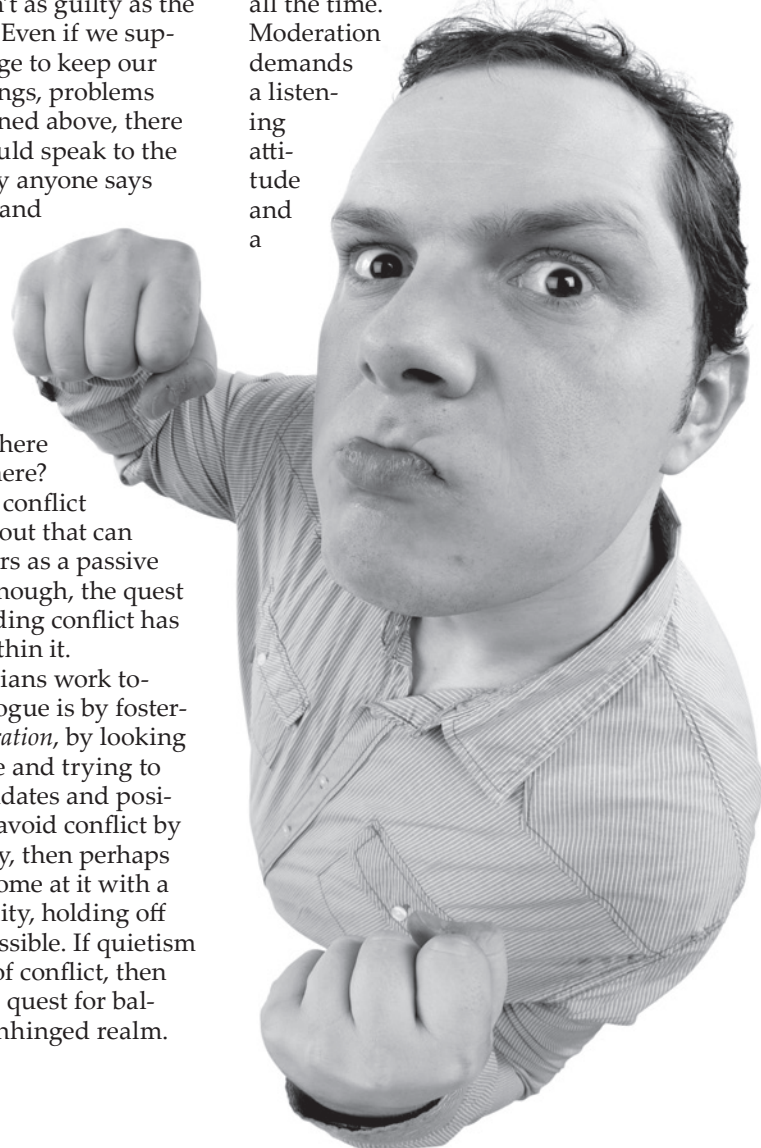 n't as guilty as the
Even if we sup-
ge to keep our
ngs, problems
ned above, there
uld speak to the
y anyone says
and
here
here?
conflict
out that can
rs as a passive
nough, the quest
ding conflict has
thin it.
ians work to-
ogue is by foster-
ration, by looking
e and trying to
idates and posi-
avoid conflict by
y, then perhaps
ome at it with a
ity, holding off
ssible. If quietism
of conflict, then
quest for bal-
nhinged realm.
all the time.
Moderation
demands
a listen-
ing
atti-
tude
and
a